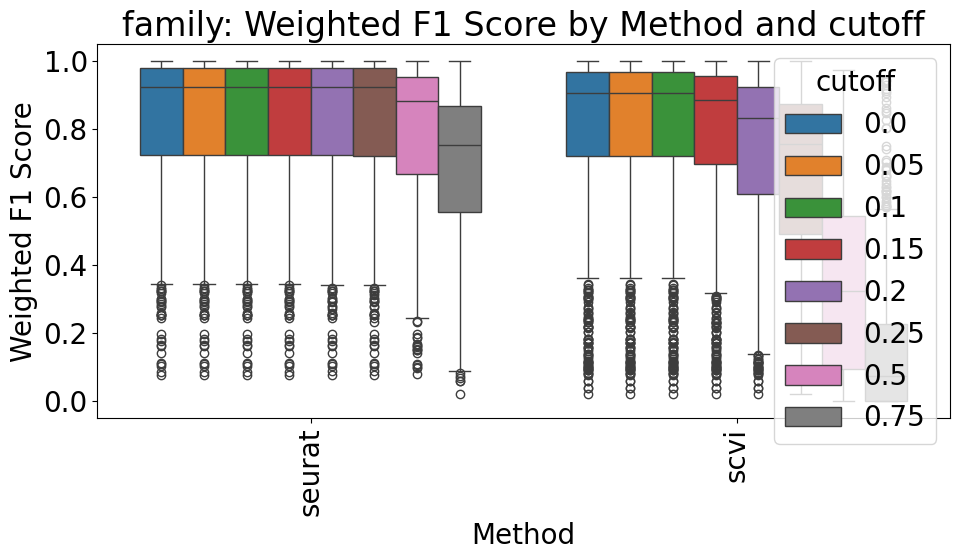 family: Weighted F1 Score by Method and cutoff
Weighted F1 Score
1.0
0.8
0.6
0.4
0.2
0.0
cutoff
0.0
0.05
0.1
0.15
0.2
0.25
0.5
0.75
seurat
scvi
Method